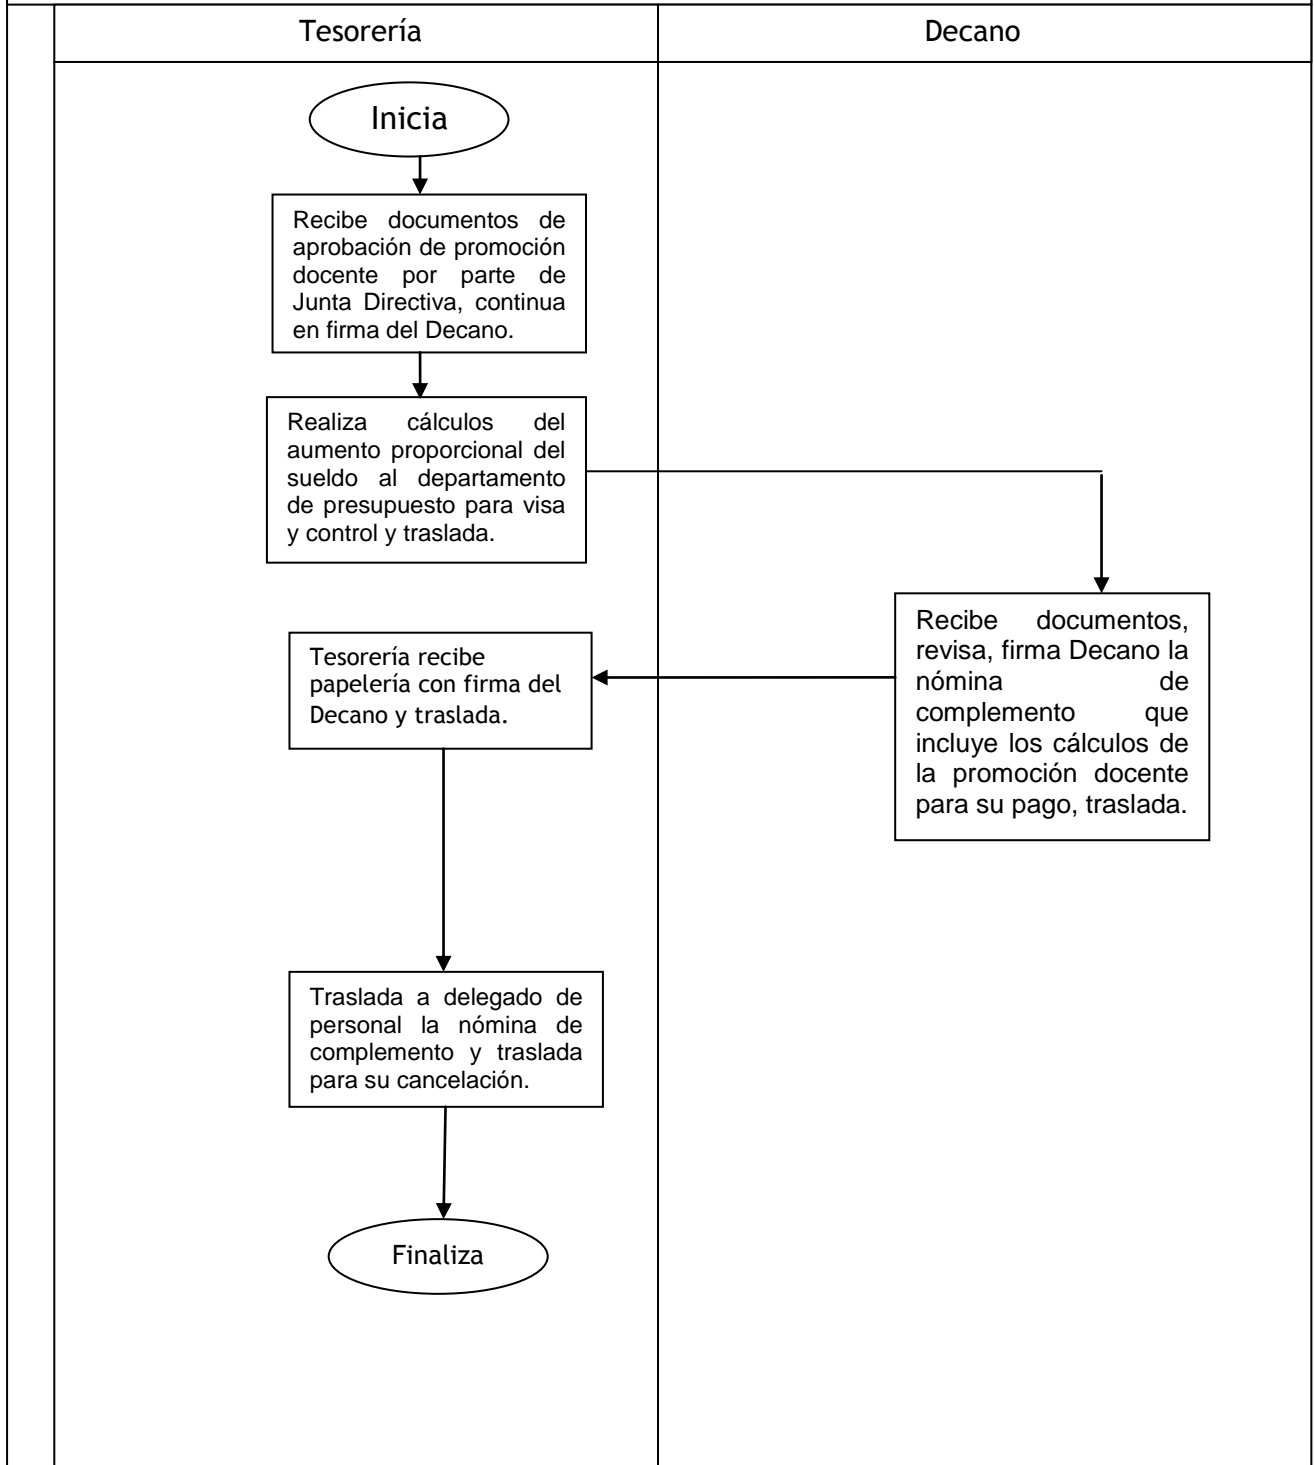 Tesorería
Decano
Inicia
Recibe documentos de
aprobación de promoción
docente por parte de
Junta Directiva, continua
en firma del Decano.
Realiza cálculos del
aumento proporcional del
sueldo al departamento
de presupuesto para visa
y control y traslada.
Recibe documentos,
revisa, firma Decano la
nómina de
complemento que
incluye los cálculos de
la promoción docente
para su pago, traslada.
Tesorería recibe
papelería con firma del
Decano y traslada.
Traslada a delegado de
personal la nómina de
complemento y traslada
para su cancelación.
Finaliza